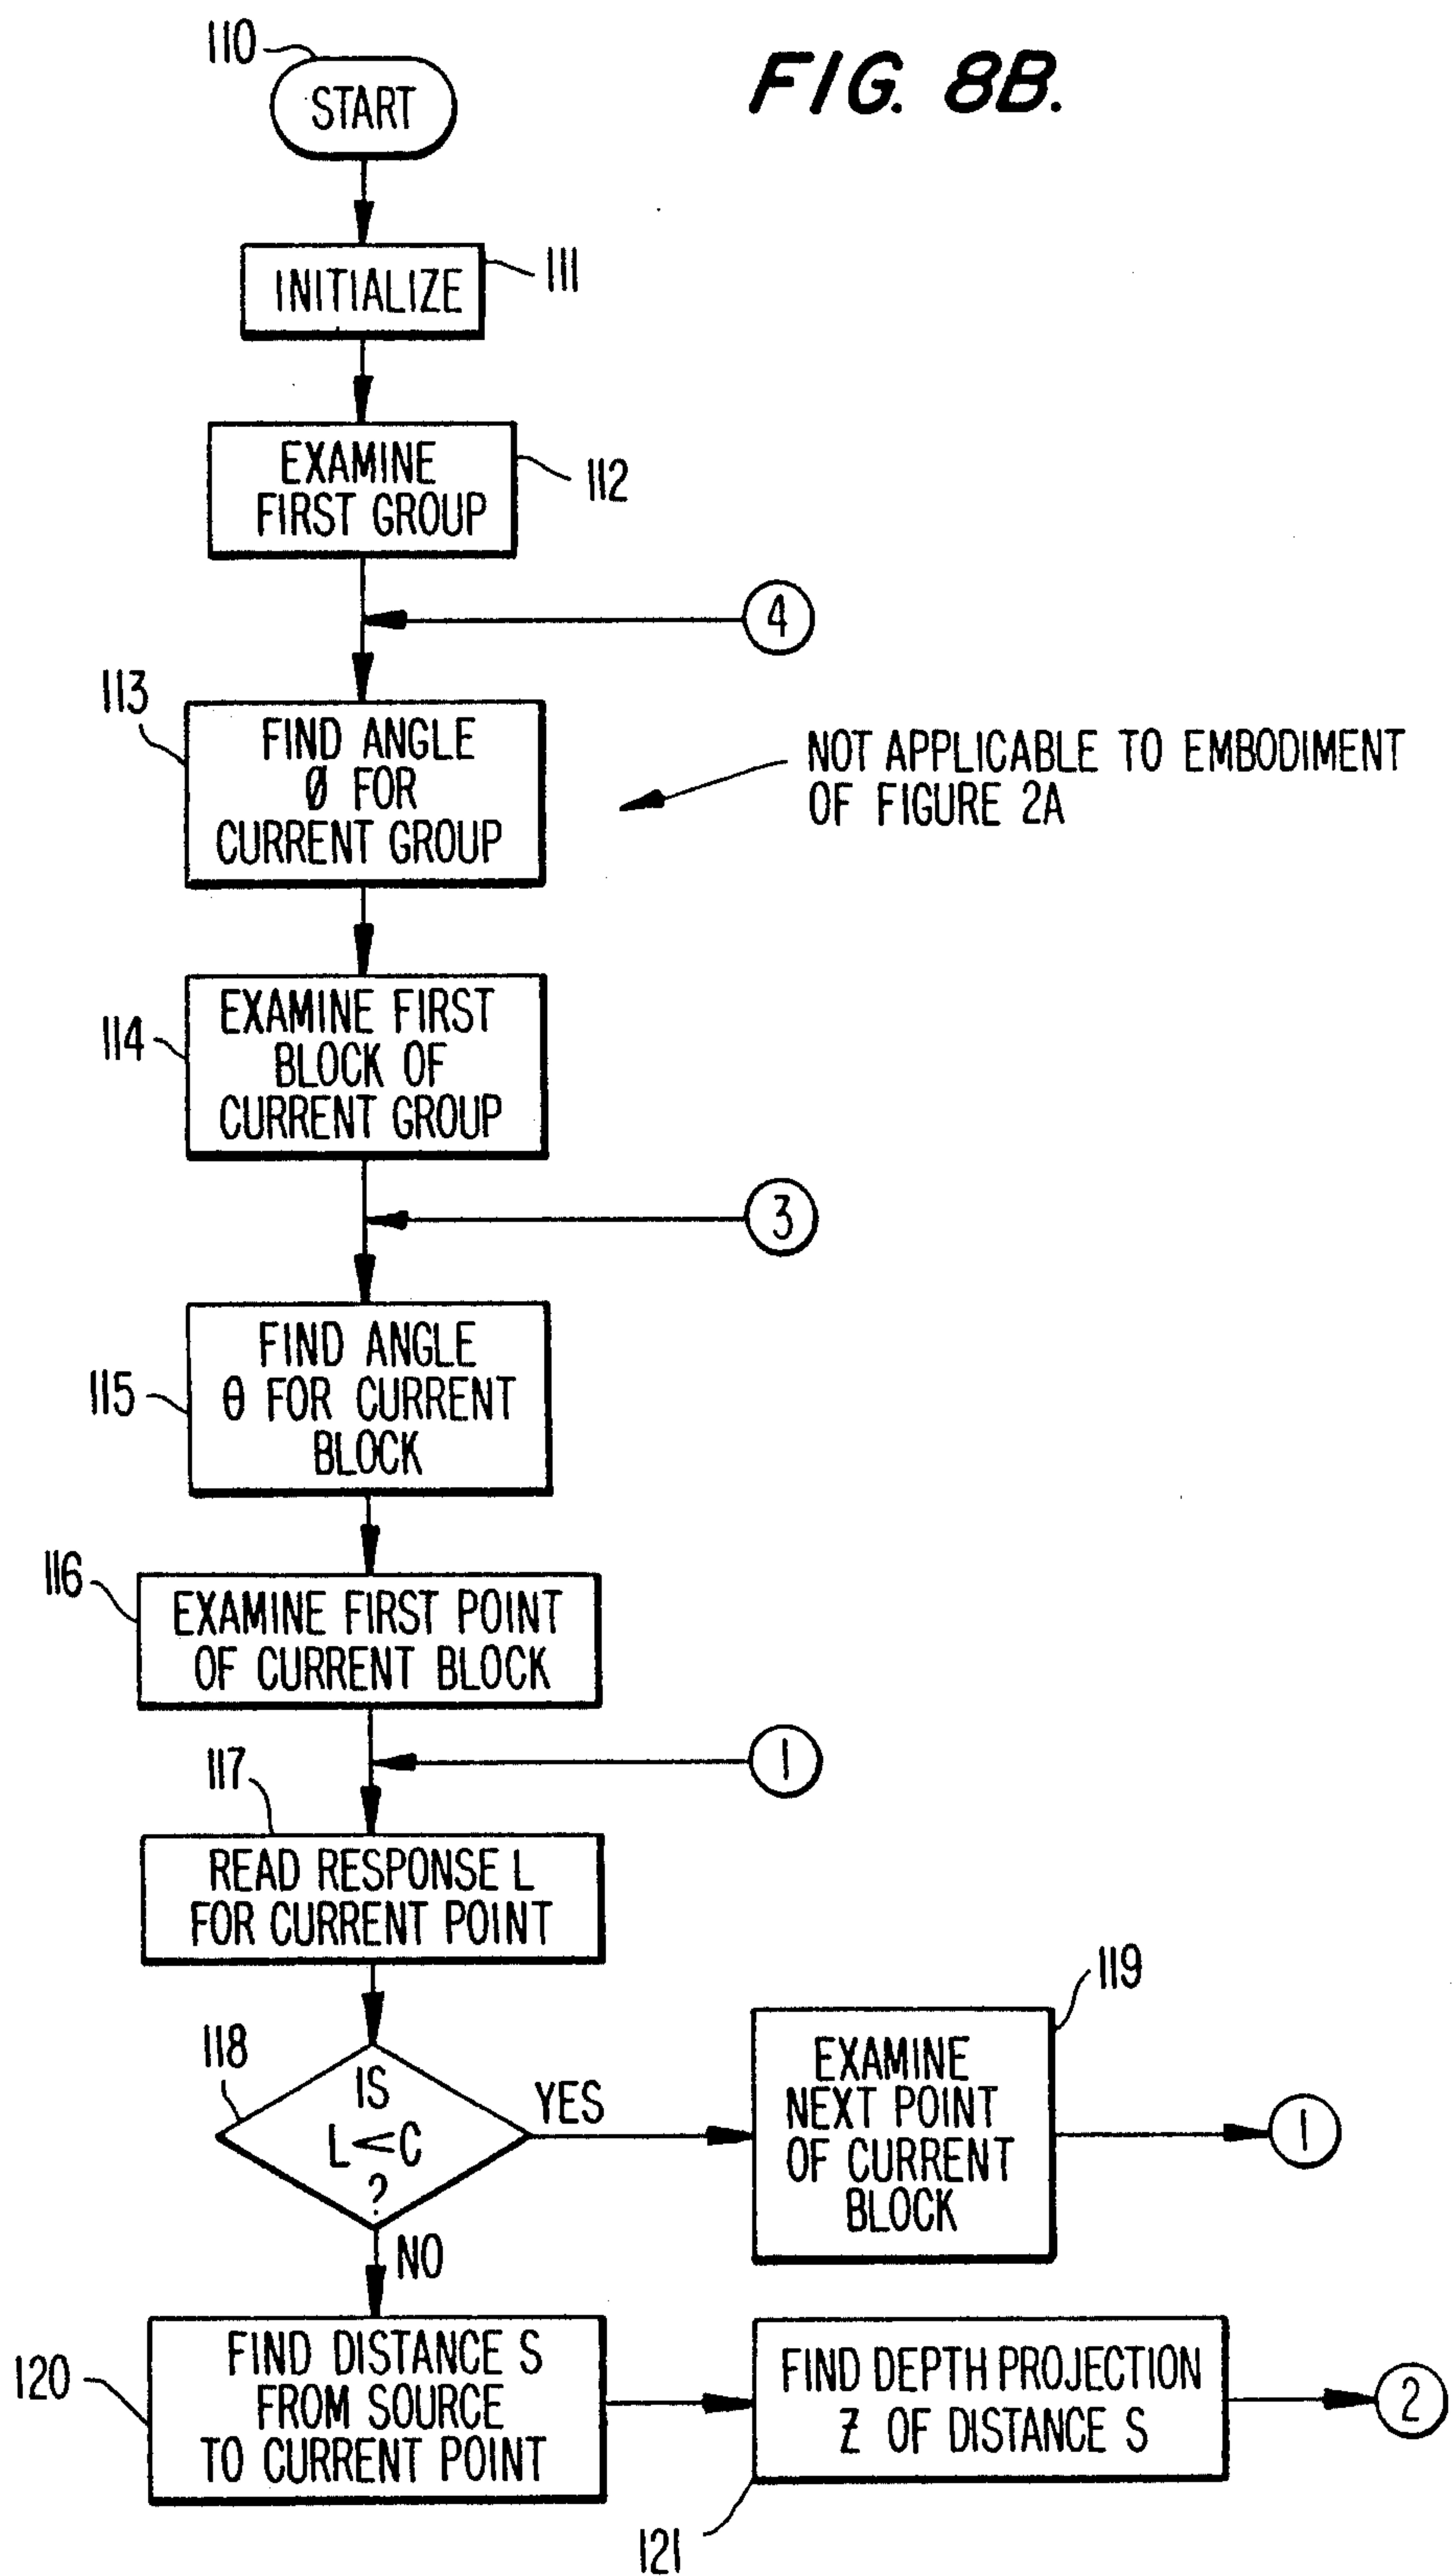 110
FIG. 8B.
START
INITIALIZE
111
EXAMINE
FIRST GROUP
112
4
113
FIND ANGLE
Ø FOR
CURRENT GROUP
NOT APPLICABLE TO EMBODIMENT
OF FIGURE 2A
114
EXAMINE FIRST
BLOCK OF
CURRENT GROUP
3
115
FIND ANGLE
θ FOR CURRENT
BLOCK
116
EXAMINE FIRST POINT
OF CURRENT BLOCK
1
117
READ RESPONSE L
FOR CURRENT POINT
118
IS
L<C
?
YES
119
EXAMINE
NEXT POINT
OF CURRENT
BLOCK
1
NO
120
FIND DISTANCE S
FROM SOURCE
TO CURRENT POINT
FIND DEPTH PROJECTION
Z OF DISTANCE S
2
121